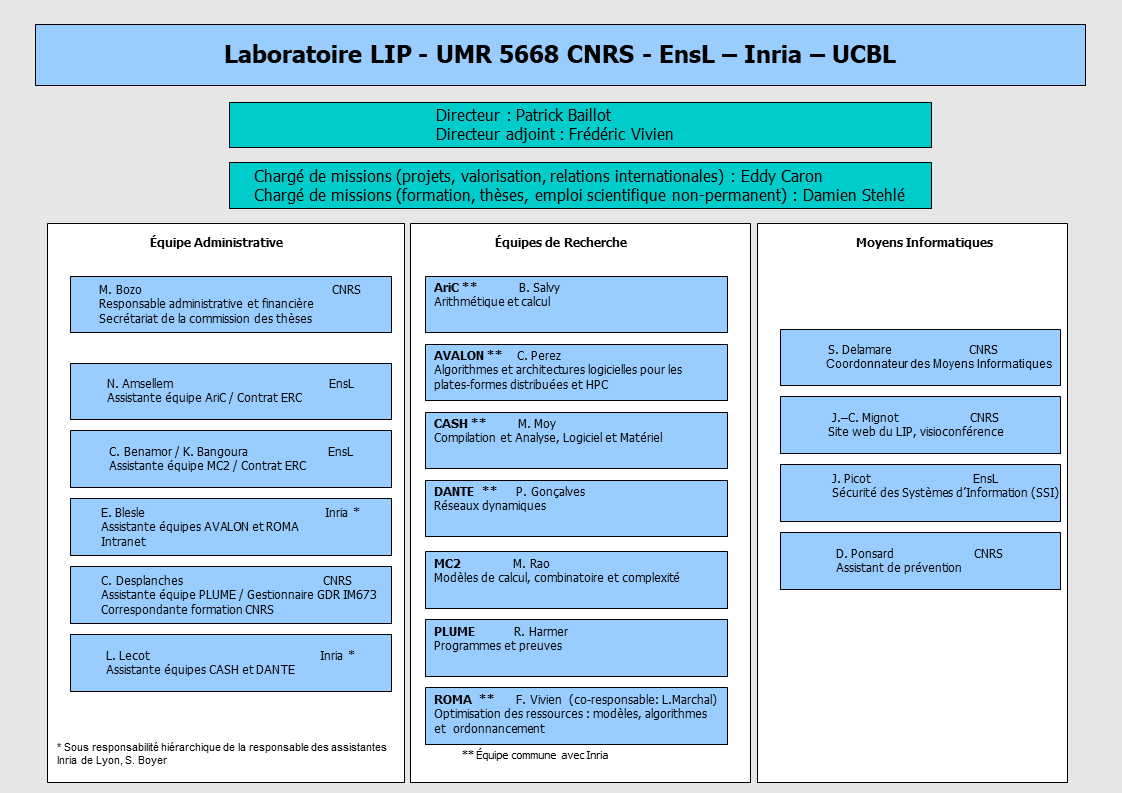 Laboratoire LIP - UMR 5668 CNRS - EnsL – Inria – UCBL
Directeur : Patrick Baillot
Directeur adjoint : Frédéric Vivien
Chargé de missions (projets, valorisation, relations internationales) : Eddy Caron
Chargé de missions (formation, thèses, emploi scientifique non-permanent) : Damien Stehlé
Équipe Administrative
M. Bozo CNRS
Responsable administrative et financière
Secrétariat de la commission des thèses
N. Amsellem EnsL
Assistante équipe AriC / Contrat ERC
C. Benamor / K. Bangoura EnsL
Assistante équipe MC2 / Contrat ERC
E. Blesle Inria *
Assistante équipes AVALON et ROMA
Intranet
C. Desplanches CNRS
Assistante équipe PLUME / Gestionnaire GDR IM673
Correspondante formation CNRS
L. Lecot Inria *
Assistante équipes CASH et DANTE
* Sous responsabilité hiérarchique de la responsable des assistantes
Inria de Lyon, S. Boyer
Équipes de Recherche
AriC ** B. Salvy
Arithmétique et calcul
AVALON ** C. Perez
Algorithmes et architectures logicielles pour les
plates-formes distribuées et HPC
CASH ** M. Moy
Compilation et Analyse, Logiciel et Matériel
DANTE ** P. Gonçalves
Réseaux dynamiques
MC2 M. Rao
Modèles de calcul, combinatoire et complexité
PLUME R. Harmer
Programmes et preuves
ROMA ** F. Vivien (co-responsable: L.Marchal)
Optimisation des ressources : modèles, algorithmes
et ordonnancement
** Équipe commune avec Inria
Moyens Informatiques
S. Delamare CNRS
Coordonnateur des Moyens Informatiques
J.–C. Mignot CNRS
Site web du LIP, visioconférence
J. Picot EnsL
Sécurité des Systèmes d'Information (SSI)
D. Ponsard CNRS
Assistant de prévention